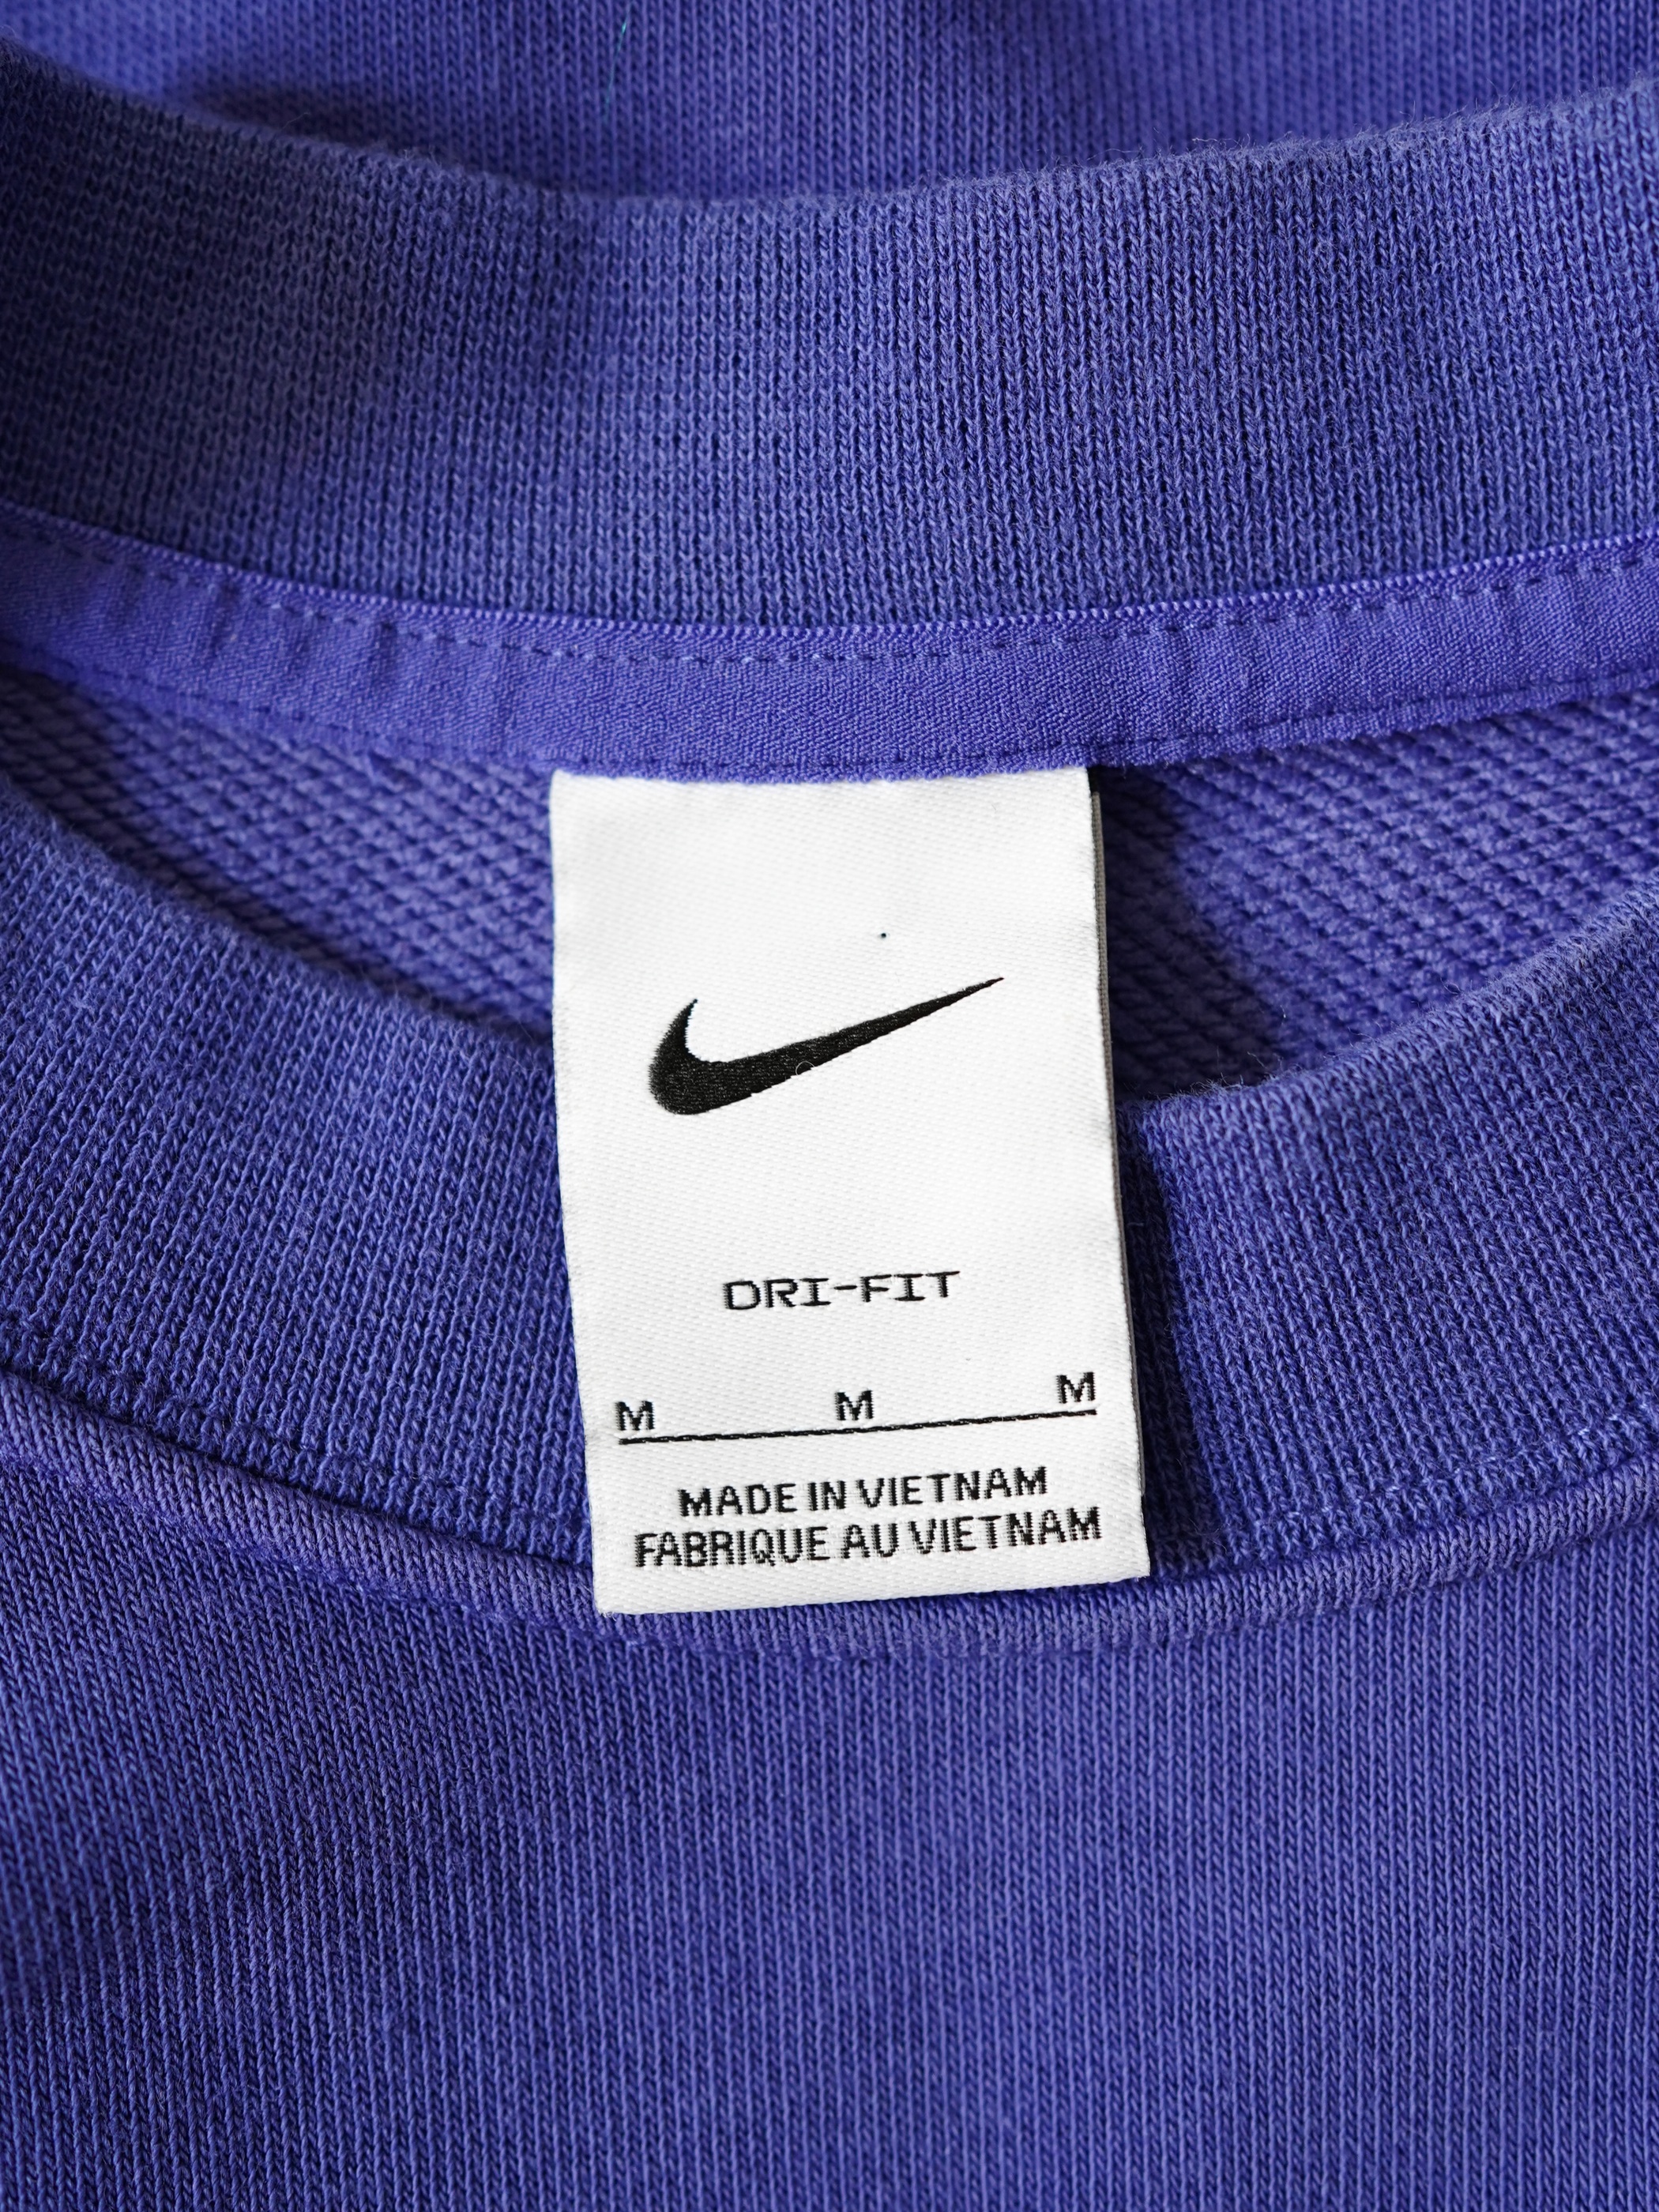 DRI-FIT
M M M
MADE IN VIETNAM
FABRIQUE AU VIETNAM